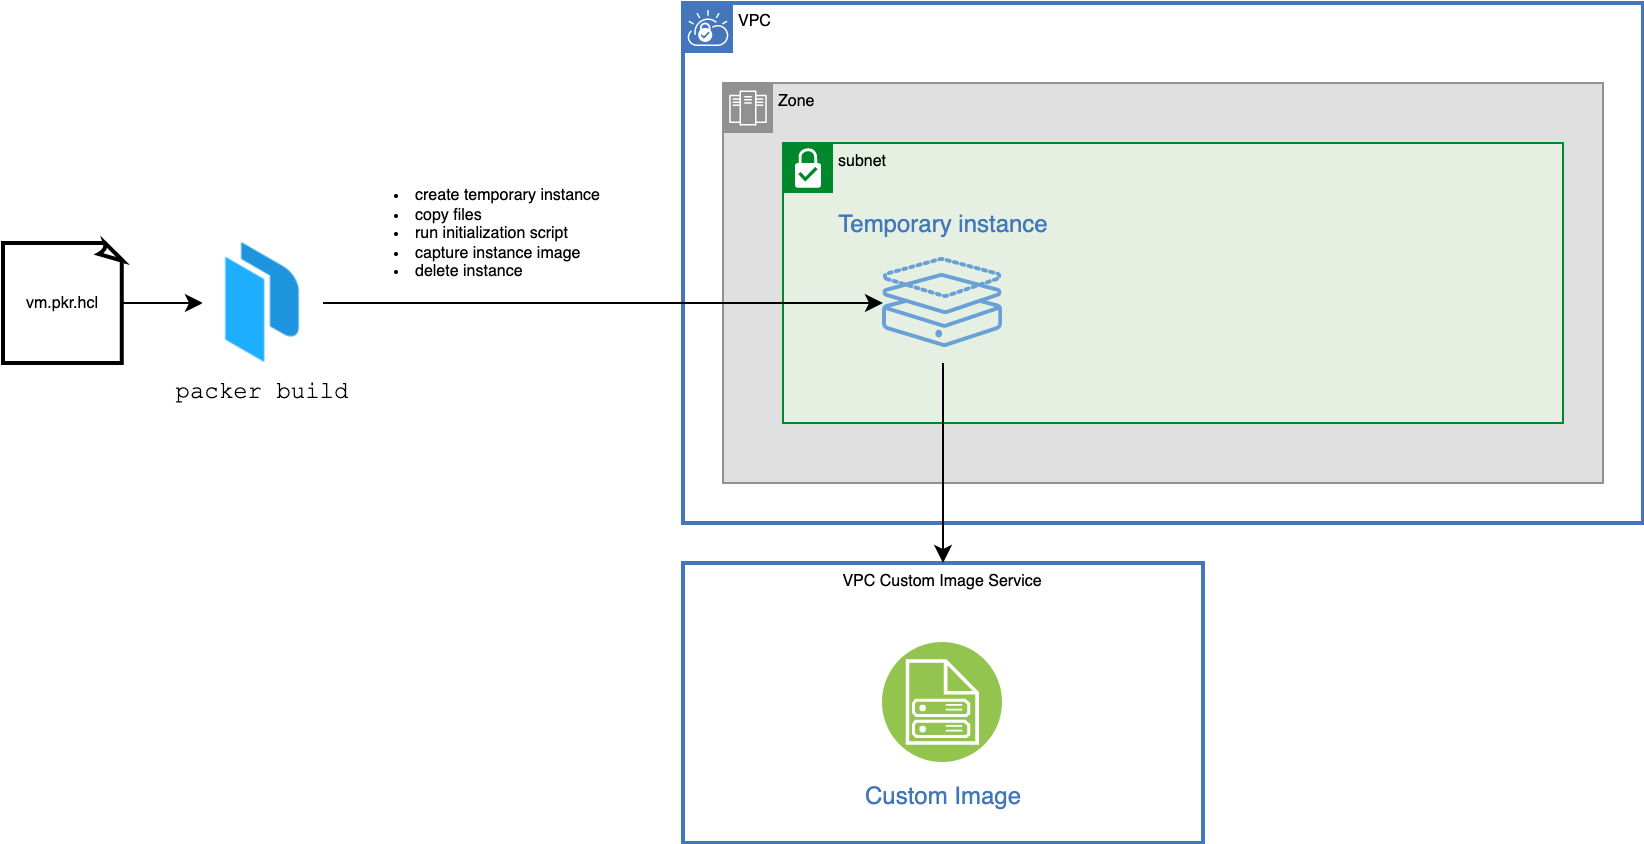 VPC
Zone
subnet
Temporary instance
• create temporary instance
• copy files
• run initialization script
• capture instance image
• delete instance
vm.pkr.hcl
packer build
VPC Custom Image Service
Custom Image